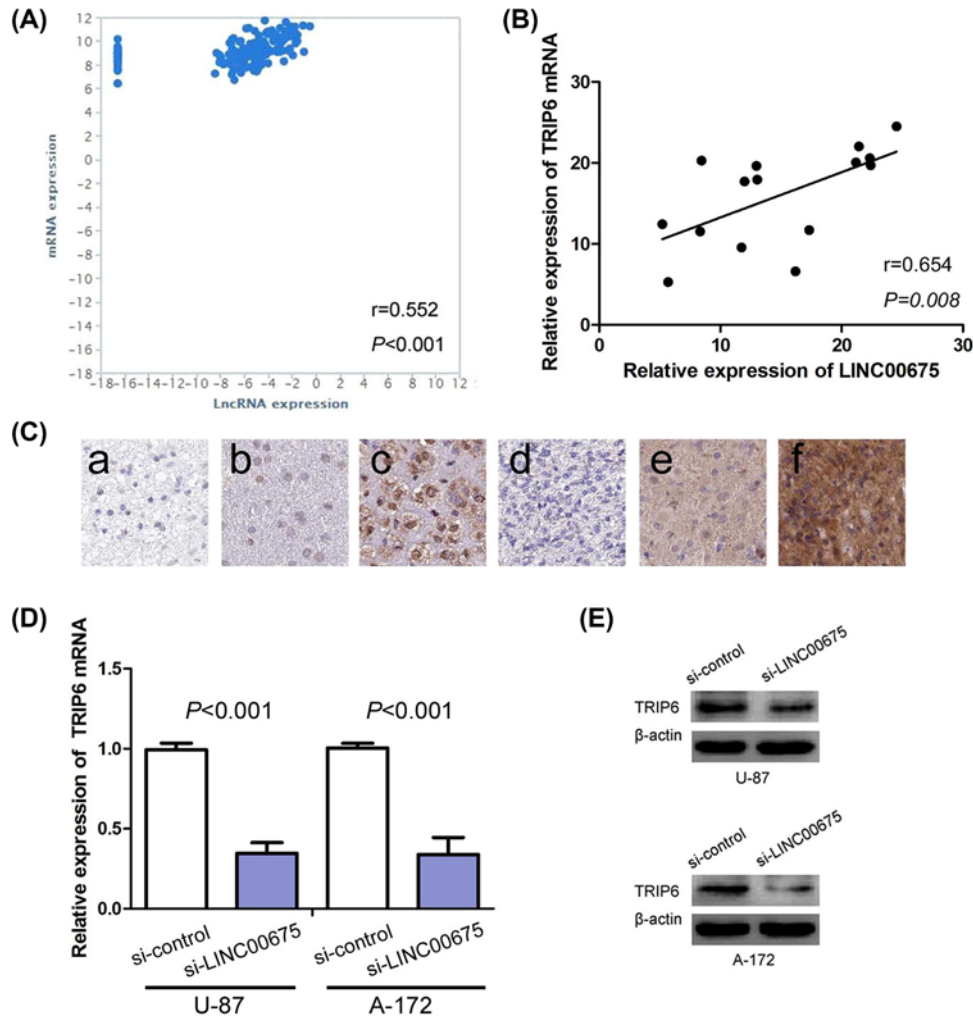 (A)
12
10
8
6
4
2
0
-2
-4
-6
-8
-10
-12
-14
-16
-18
mRNA expression
r=0.552
P<0.001
-18 -16 -14 -12 -10 -8 -6 -4 -2 0 2 4 6 8 10 12
LncRNA expression
(B)
Relative expression of TRIP6 mRNA
30
20
10
0
r=0.654
P=0.008
0 10 20 30
Relative expression of LINC00675
(C)
a b c d e f
(D)
Relative expression of TRIP6 mRNA
1.5
1.0
0.5
0.0
P<0.001 P<0.001
si-control si-LINC00675 si-control si-LINC00675
U-87 A-172
(E)
si-control si-LINC00675
TRIP6
β-actin
U-87
si-control si-LINC00675
TRIP6
β-actin
A-172